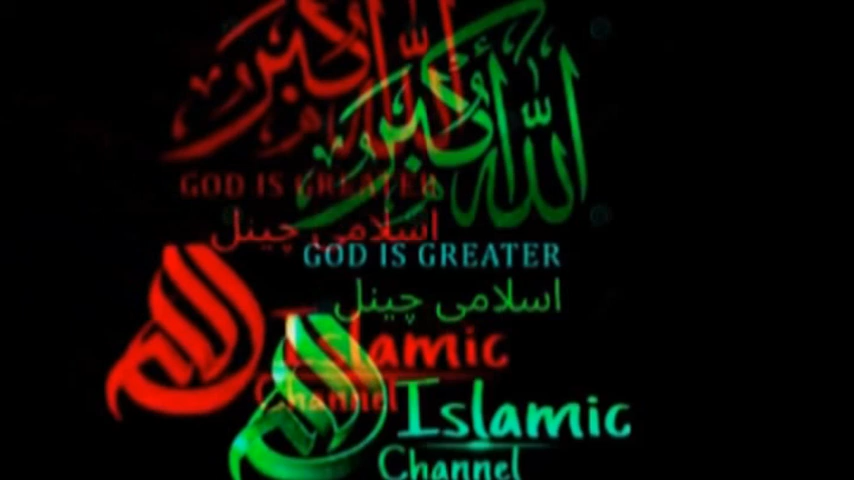 الله أكبر
GOD IS GREATER
اسلامی چینل
الله أكبر
GOD IS GREATER
اسلامی چینل
الله
Islamic
Channel
الله
Islamic
Channel